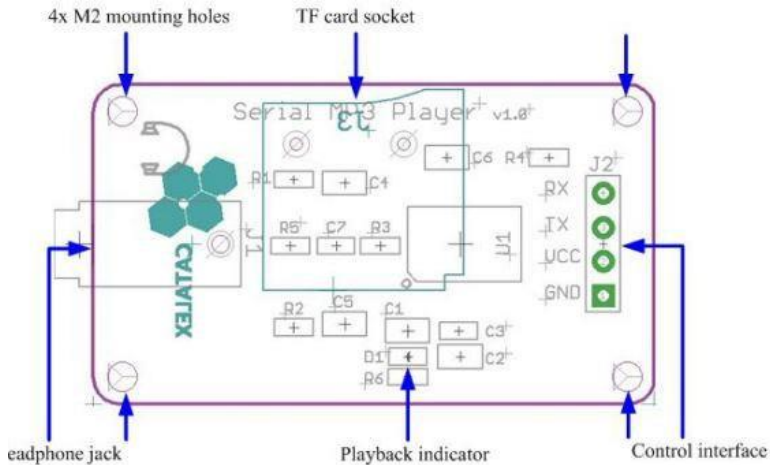 4x M2 mounting holes
TF card socket
Serial MP3 Player v1.0
J3
C6
R4
J2
R1
C4
RX
J1
R5
C7
R3
U1
TX
VCC
GND
CATALEX
R2
C5
C1
C3
D1
C2
R6
eadphone jack
Playback indicator
Control interface